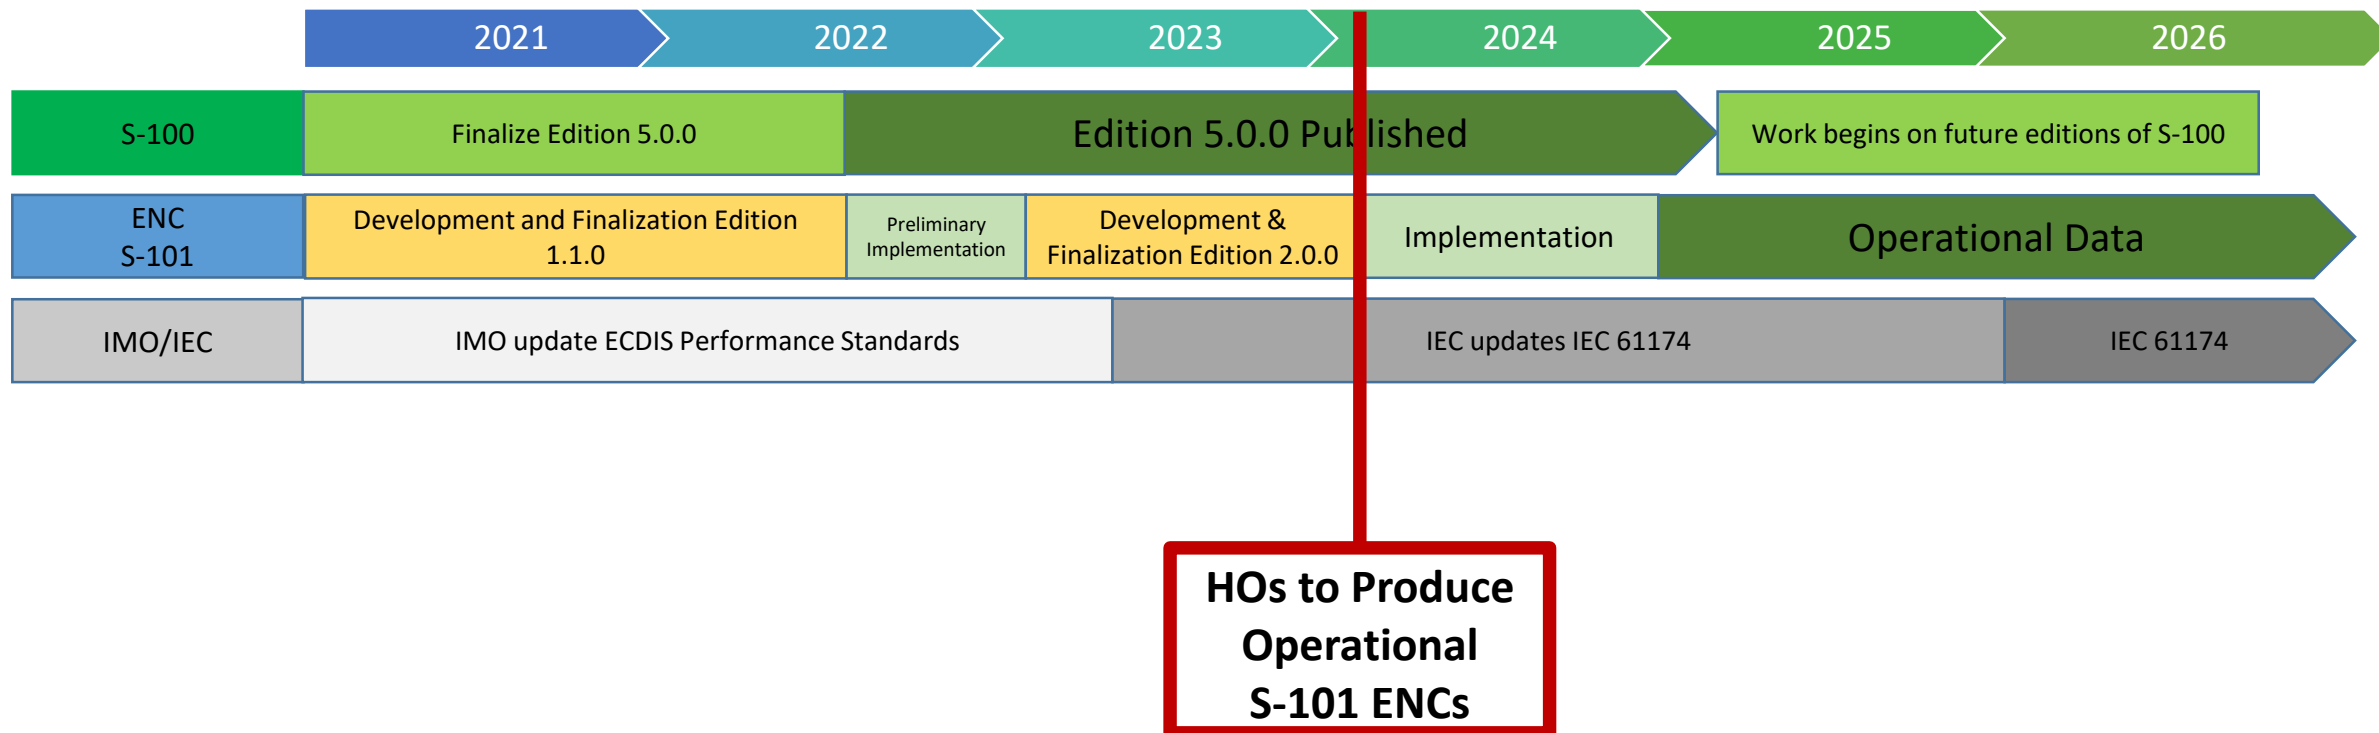 2021
2022
2023
2024
2025
2026
S-100
Finalize Edition 5.0.0
Edition 5.0.0 Published
Work begins on future editions of S-100
ENC
S-101
Development and Finalization Edition
1.1.0
Preliminary
Implementation
Development &
Finalization Edition 2.0.0
Implementation
Operational Data
IMO/IEC
IMO update ECDIS Performance Standards
IEC updates IEC 61174
IEC 61174
HOs to Produce
Operational
S-101 ENCs